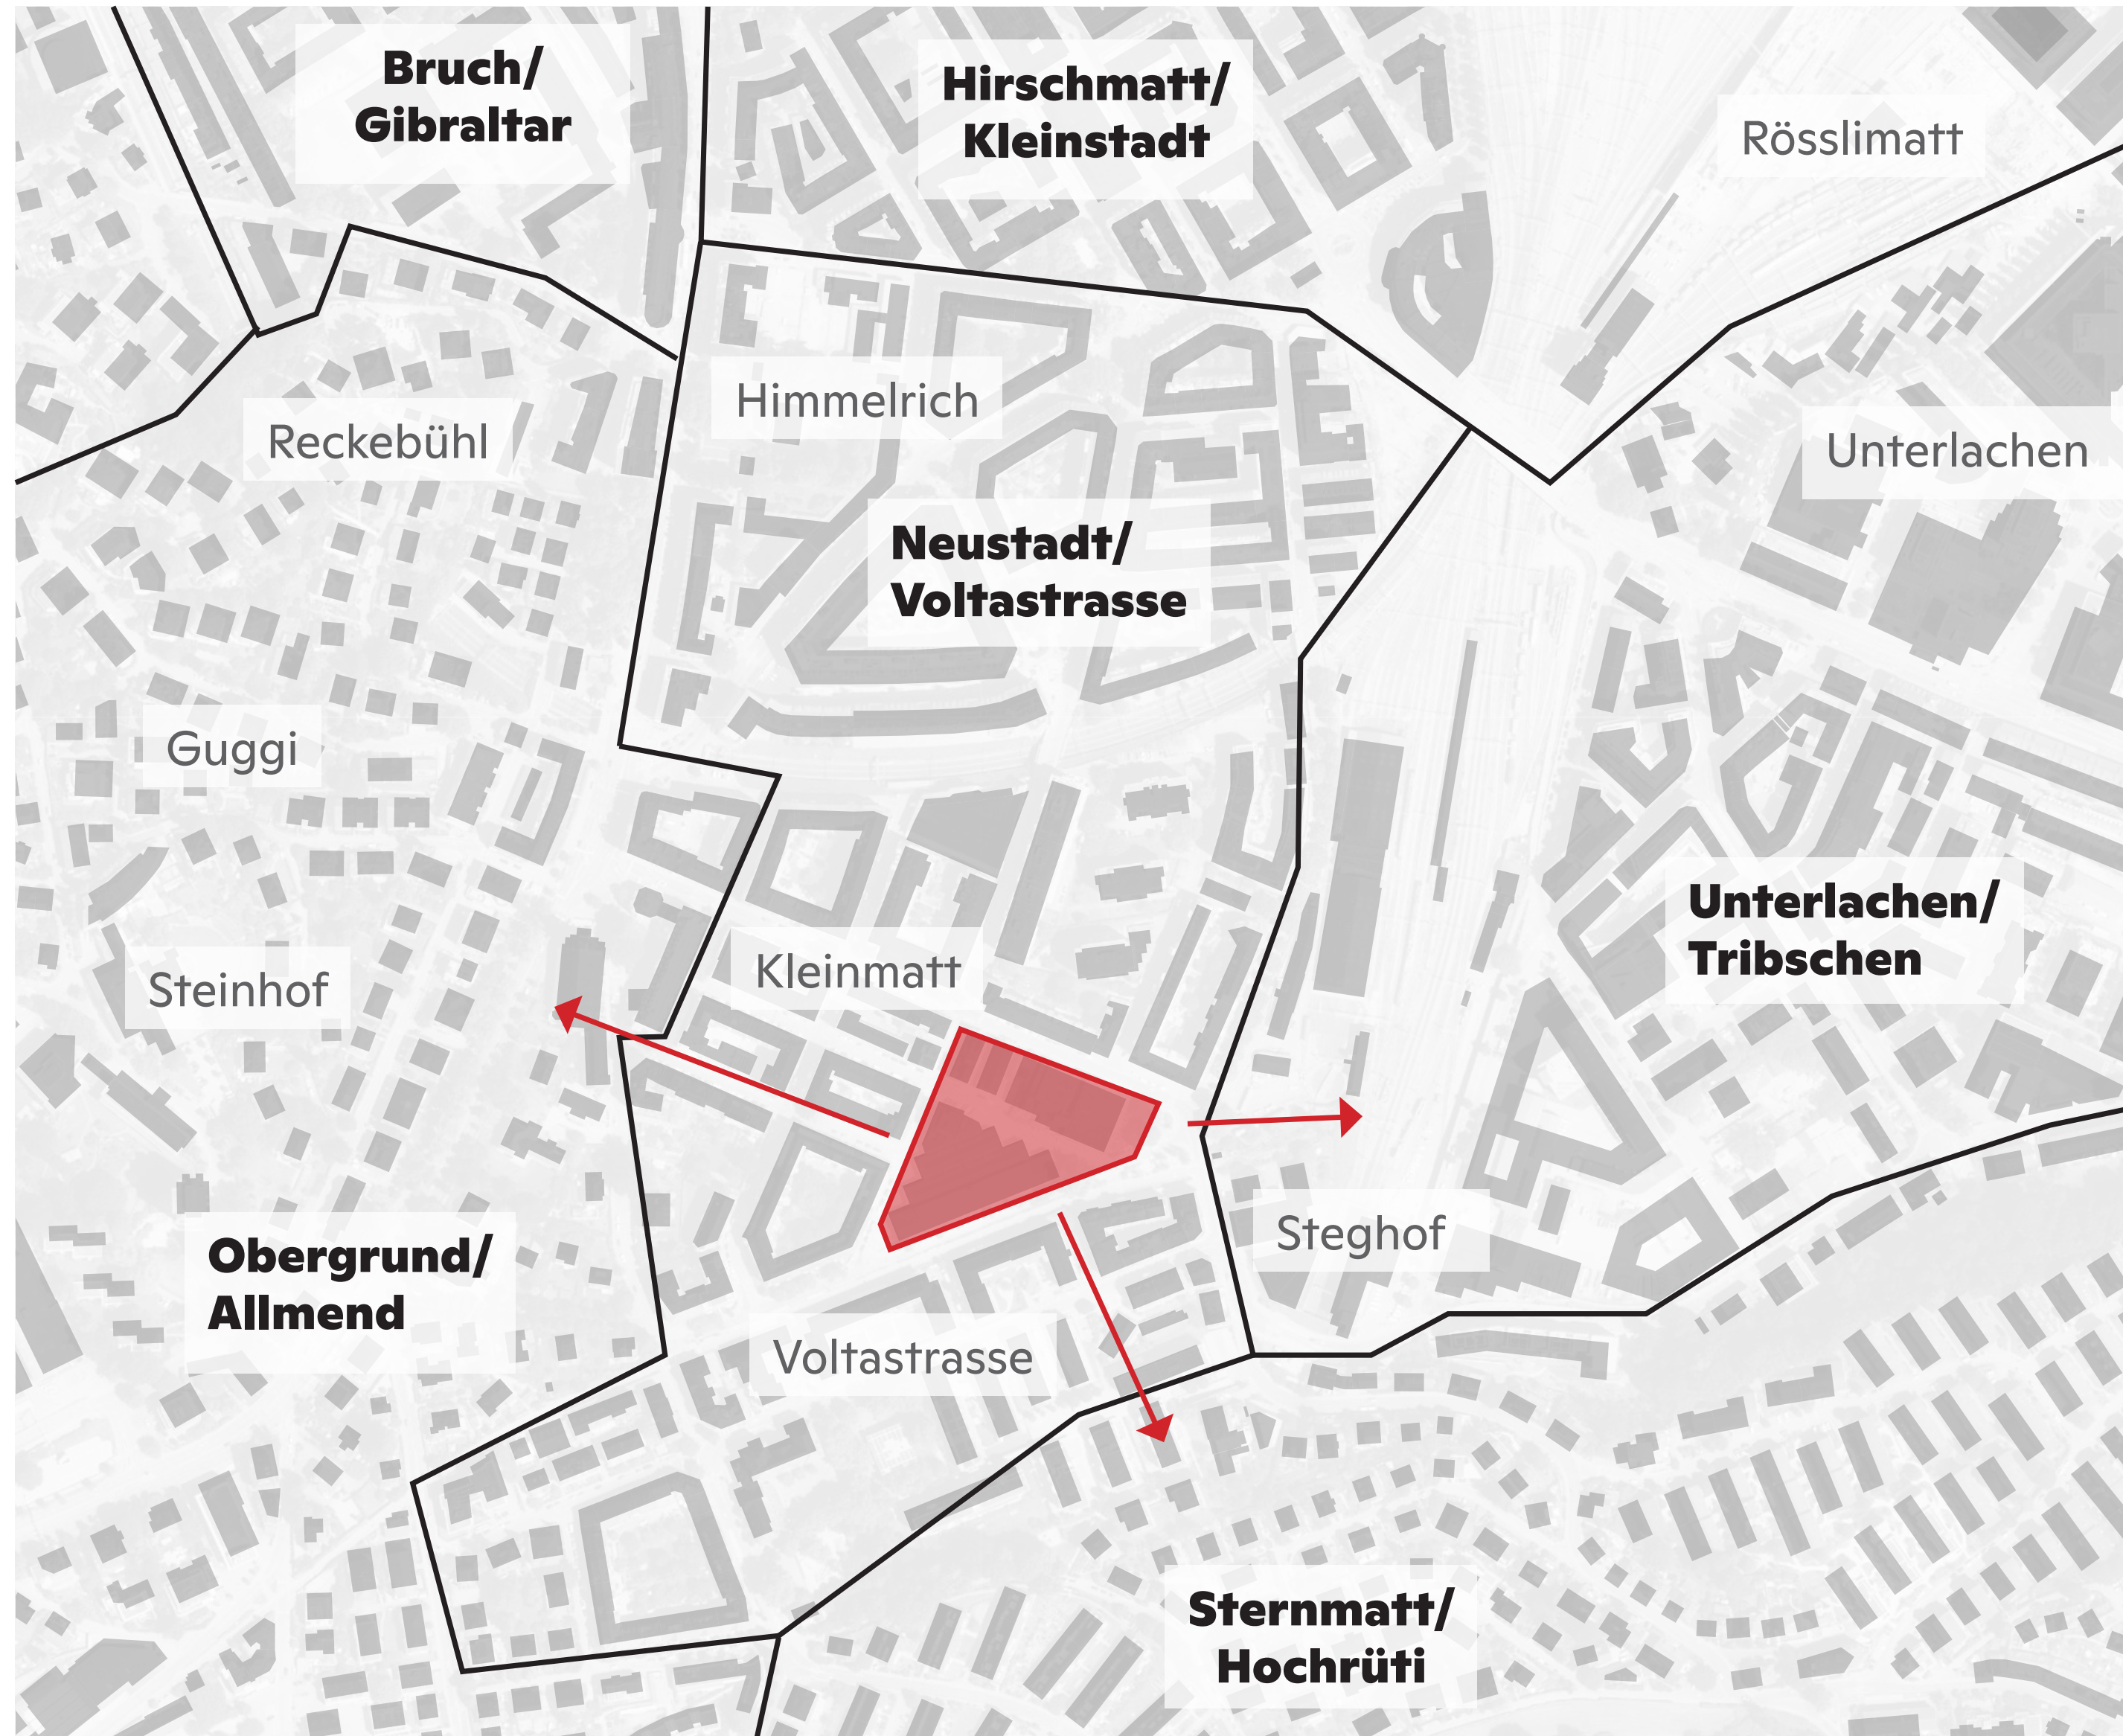 Bruch/
Gibraltar
Hirschmatt/
Kleinstadt
Rösslimatt
Himmelrich
Reckebühl
Unterlachen
Neustadt/
Voltastrasse
Guggi
Unterlachen/
Tribschen
Kleinmatt
Steinhof
Steghof
Obergrund/
Allmend
Voltastrasse
Sternmatt/
Hochrüti